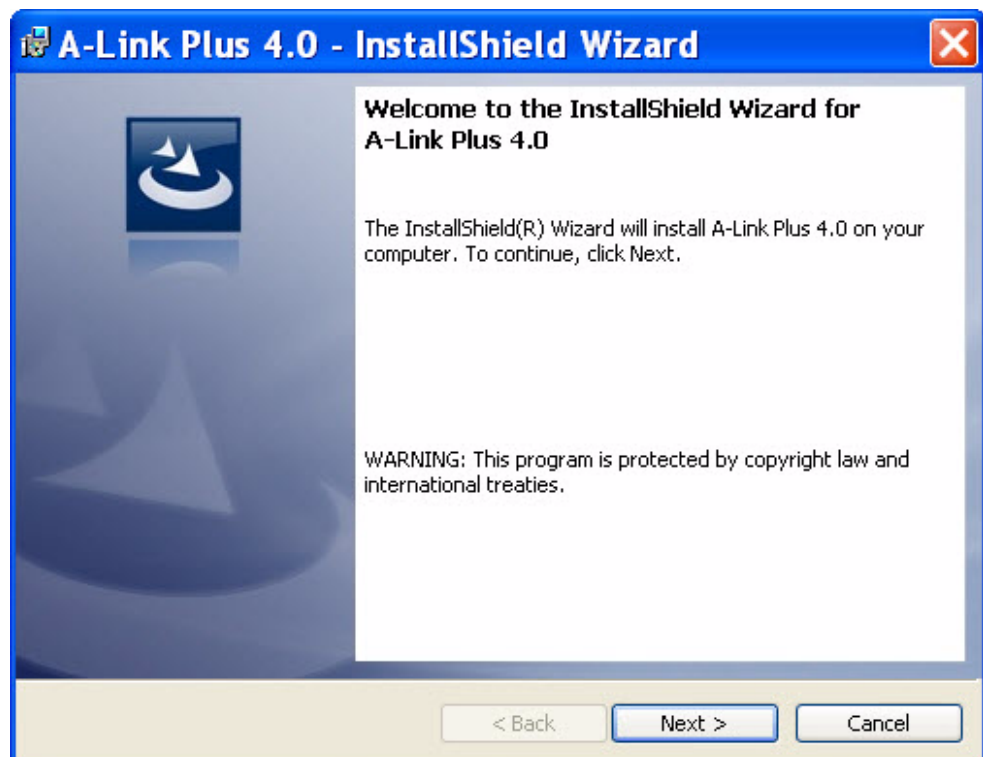 A-Link Plus 4.0 - InstallShield Wizard
Welcome to the InstallShield Wizard for
A-Link Plus 4.0
The InstallShield(R) Wizard will install A-Link Plus 4.0 on your
computer. To continue, click Next.
WARNING: This program is protected by copyright law and
international treaties.
< Back
Next >
Cancel